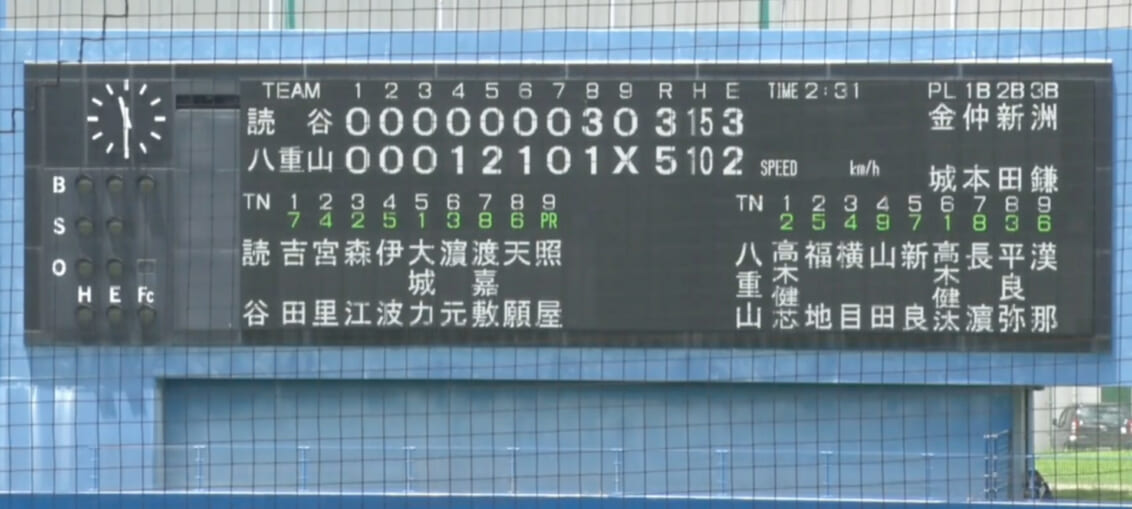 TEAM 1 2 3 4 5 6 7 8 9 R H E TIME 2:31 PL 1B 2B 3B
読谷 0 0 0 0 0 0 0 3 0 3 15 3 金城 仲本 新田 洲鎌
八重山 0 0 0 1 2 1 0 1 X 5 10 2 SPEED km/h
B
S
O
H E Fc
TN 1 2 3 4 5 6 7 8 9
7 4 2 5 1 3 8 6 PR
読谷 吉田 宮里 森江 伊波 大城力 濵元 渡嘉敷 天願 照屋
TN 1 2 3 4 5 6 7 8 9
2 5 4 9 7 1 8 3 6
八重山 高木健芯 福地 横目 山田 新良 高木健汰 長濵 平良弥 漢那